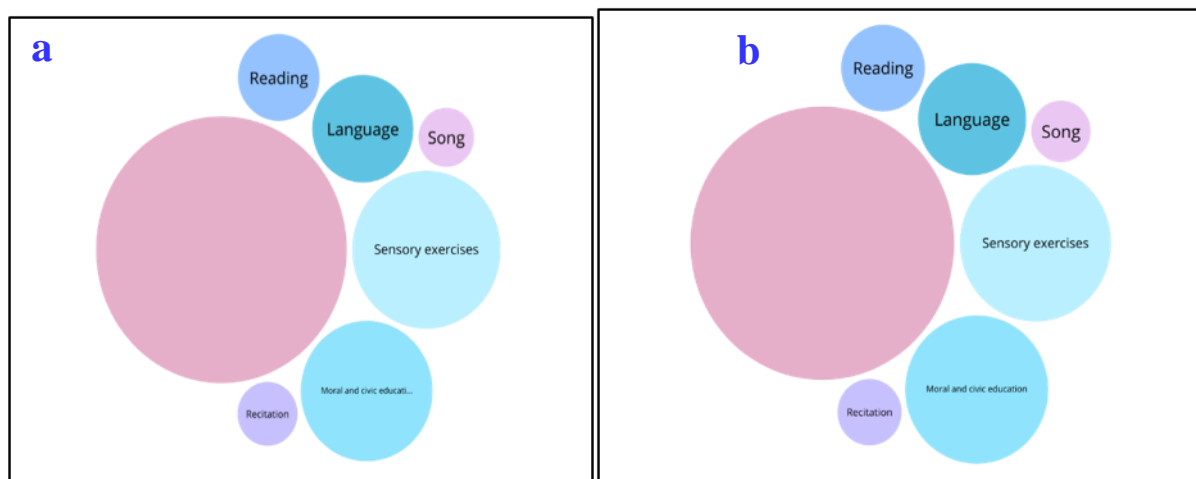 a
Reading
Language
Song
Sensory exercises
Moral and civic educati...
Recitation
b
Reading
Language
Song
Sensory exercises
Moral and civic education
Recitation